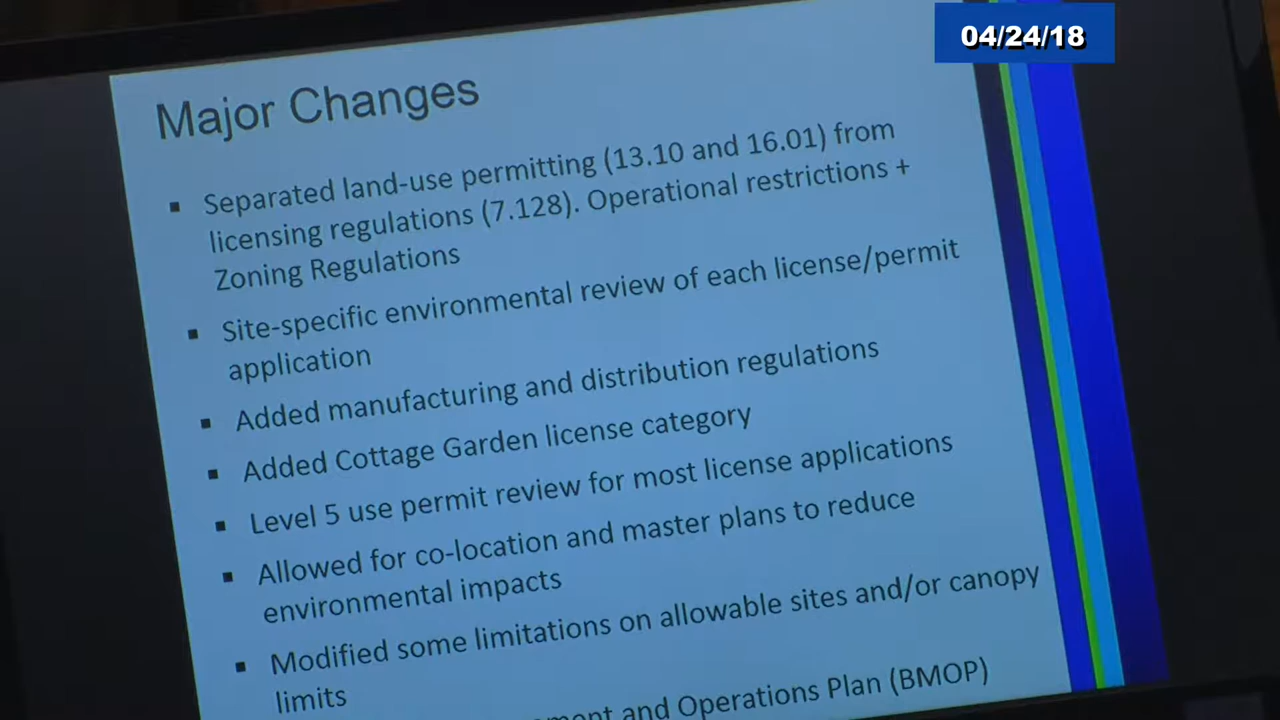 04/24/18
Major Changes
▪ Separated land-use permitting (13.10 and 16.01) from
licensing regulations (7.128). Operational restrictions +
Zoning Regulations
▪ Site-specific environmental review of each license/permit
application
▪ Added manufacturing and distribution regulations
▪ Added Cottage Garden license category
▪ Level 5 use permit review for most license applications
▪ Allowed for co-location and master plans to reduce
environmental impacts
▪ Modified some limitations on allowable sites and/or canopy
limits
and Operations Plan (BMOP)